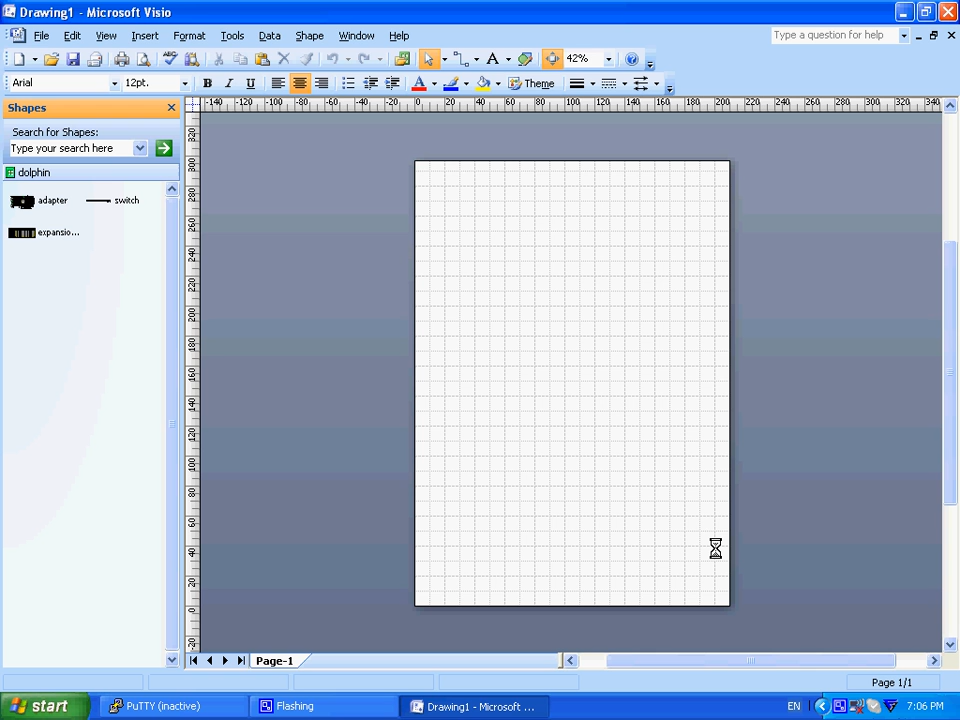 Drawing1 - Microsoft Visio
File Edit View Insert Format Tools Data Shape Window Help Type a question for help
42%
Arial 12pt. B I U A Theme
Shapes
-140 -120 -100 -80 -60 -40 -20 0 20 40 60 80 100 120 140 160 180 200 220 240 260 280 300 320 340
Search for Shapes:
Type your search here
dolphin
adapter switch
expansio...
320
300
280
260
240
220
200
180
160
140
120
100
80
60
40
20
0
-20
Page-1
Page 1/1
start PuTTY (inactive) Flashing Drawing1 - Microsoft ... EN 7:06 PM